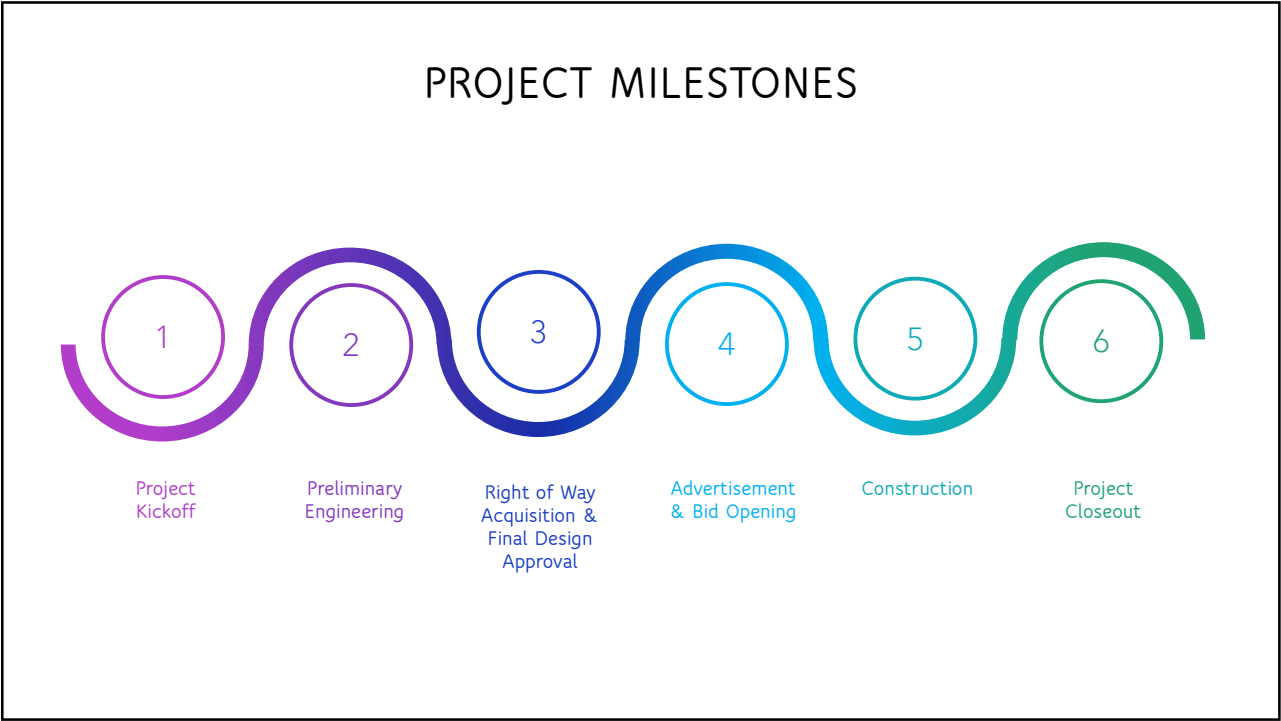 PROJECT MILESTONES
1
2
3
4
5
6
Project
Kickoff
Preliminary
Engineering
Right of Way
Acquisition &
Final Design
Approval
Advertisement
& Bid Opening
Construction
Project
Closeout